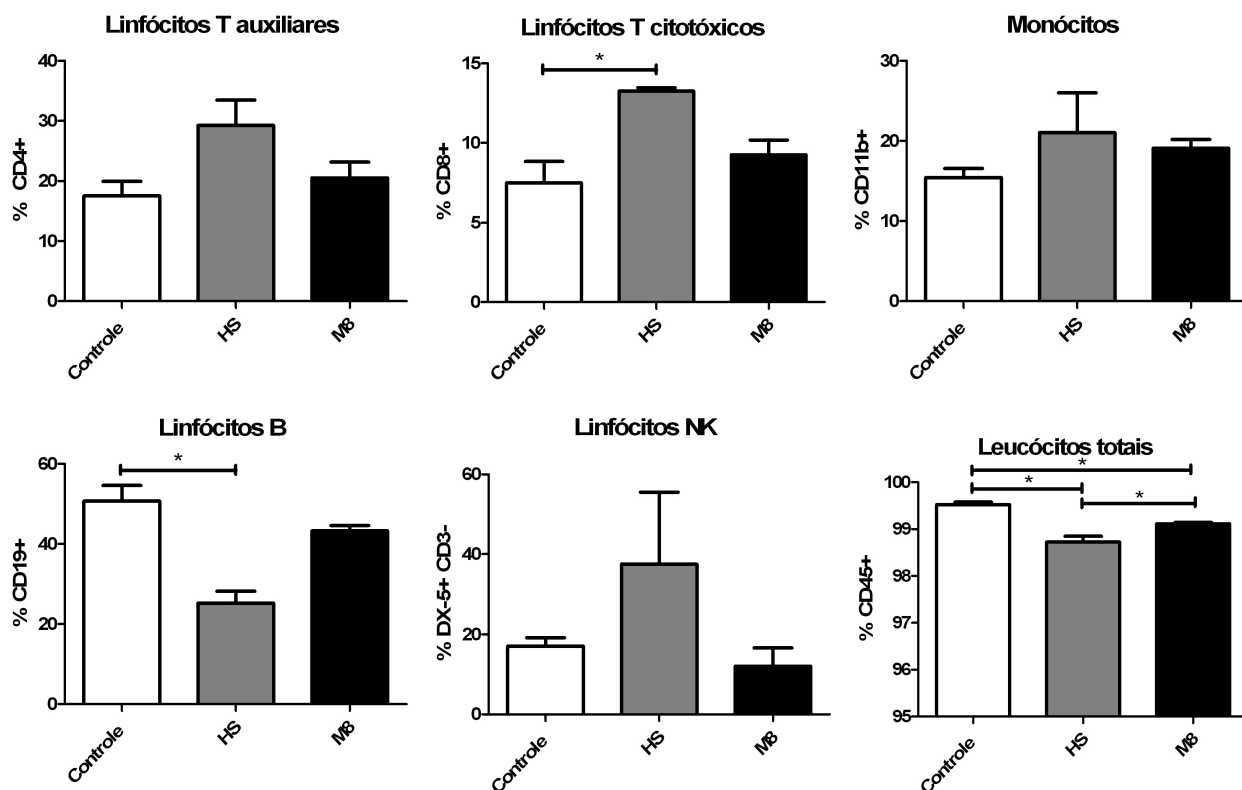 Linfócitos T auxiliares
% CD4+
40
30
20
10
0
Controle
HS
M8
Linfócitos T citotóxicos
% CD8+
15
10
5
0
*
Controle
HS
M8
Monócitos
% CD11b+
30
20
10
0
Controle
HS
M8
Linfócitos B
% CD19+
60
40
20
0
*
Controle
HS
M8
Linfócitos NK
% DX-5+ CD3-
60
40
20
0
Controle
HS
M8
Leucócitos totais
% CD45+
100
99
98
97
96
95
*
*
*
Controle
HS
M8